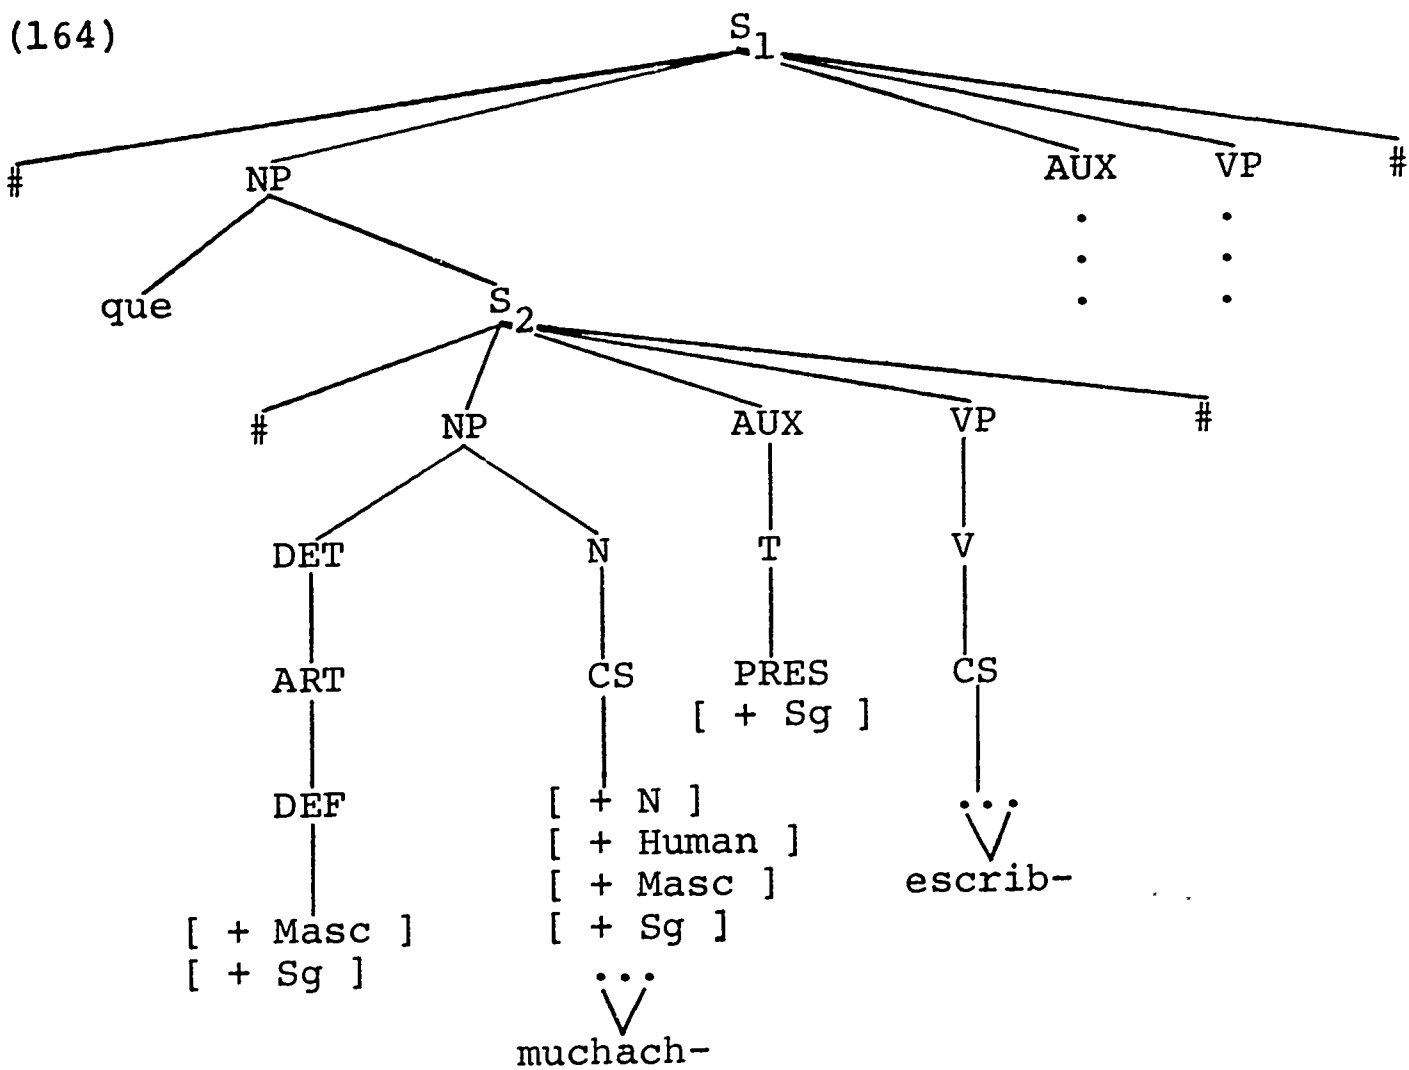 (164)
S1
# NP AUX VP #
que S2
# NP AUX VP #
DET N T V
ART CS PRES CS
[ + Sg ]
DEF [ + N ]
[ + Human ]
[ + Masc ] escrib-
[ + Masc ] [ + Sg ]
[ + Sg ]
muchach-